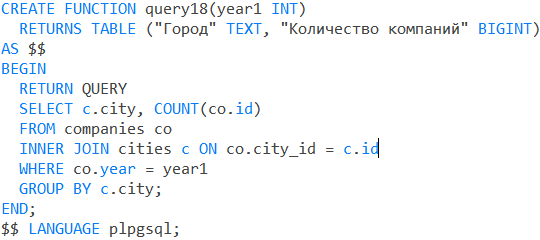 CREATE FUNCTION query18(year1 INT)
  RETURNS TABLE ("Город" TEXT, "Количество компаний" BIGINT)
AS $$
BEGIN
  RETURN QUERY
  SELECT c.city, COUNT(co.id)
  FROM companies co
  INNER JOIN cities c ON co.city_id = c.id
  WHERE co.year = year1
  GROUP BY c.city;
END;
$$ LANGUAGE plpgsql;